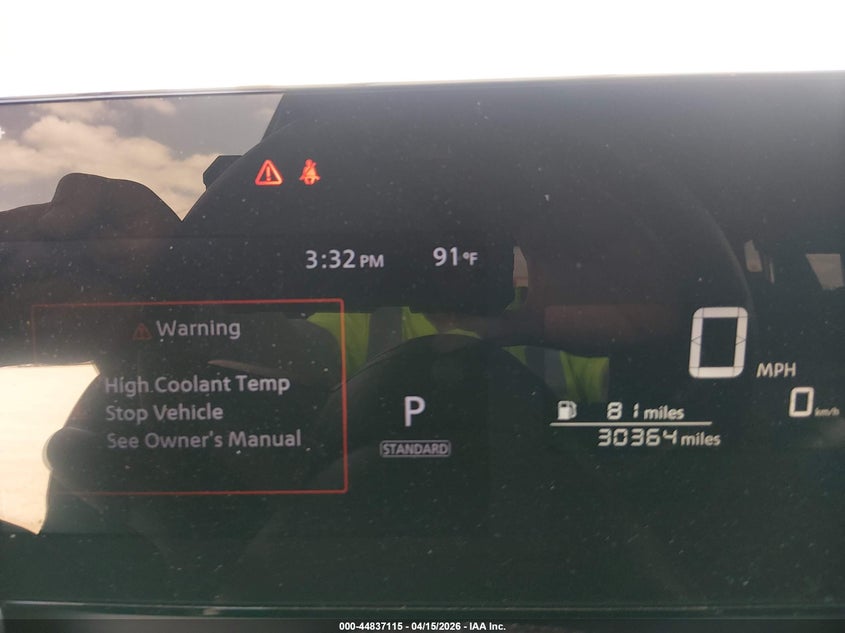 3:32 PM 91°F
Warning
High Coolant Temp
Stop Vehicle
See Owner's Manual
P
STANDARD
0 MPH
0 km/h
81 miles
30364 miles
000-44837115 - 04/15/2026 - IAA Inc.